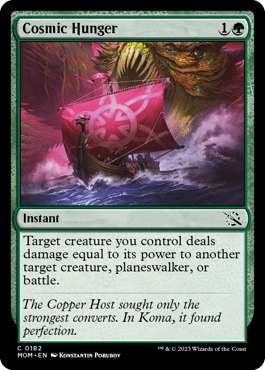 Cosmic Hunger 1
Instant
Target creature you control deals
damage equal to its power to another
target creature, planeswalker, or
battle.
The Copper Host sought only the
strongest converts. In Koma, it found
perfection.
C 0182
MOM • EN Konstantin Porubov
™ & © 2023 Wizards of the Coast